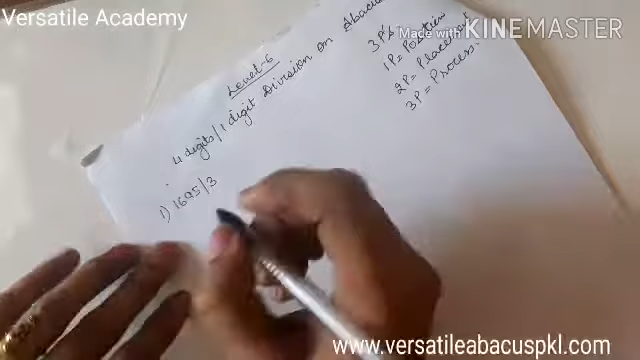 Versatile Academy
Made with KINEMASTER
Level-6
4 digits/1 digit Division on Abacus
3P's
1P = Position
2P = Placement
3P = Process.
1) 1695/3
www.versatileabacuspkl.com